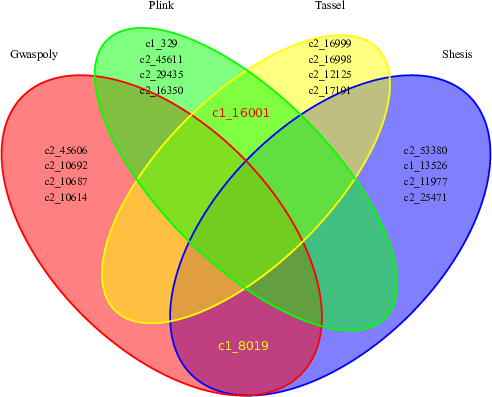 Plink
Tassel
Gwaspoly
Shesis
c1_329
c2_45611
c2_29435
c2_16350
c2_16999
c2_16998
c2_12125
c2_17191
c1_16001
c2_45606
c2_10692
c2_10687
c2_10614
c2_53380
c1_13526
c2_11977
c2_25471
c1_8019